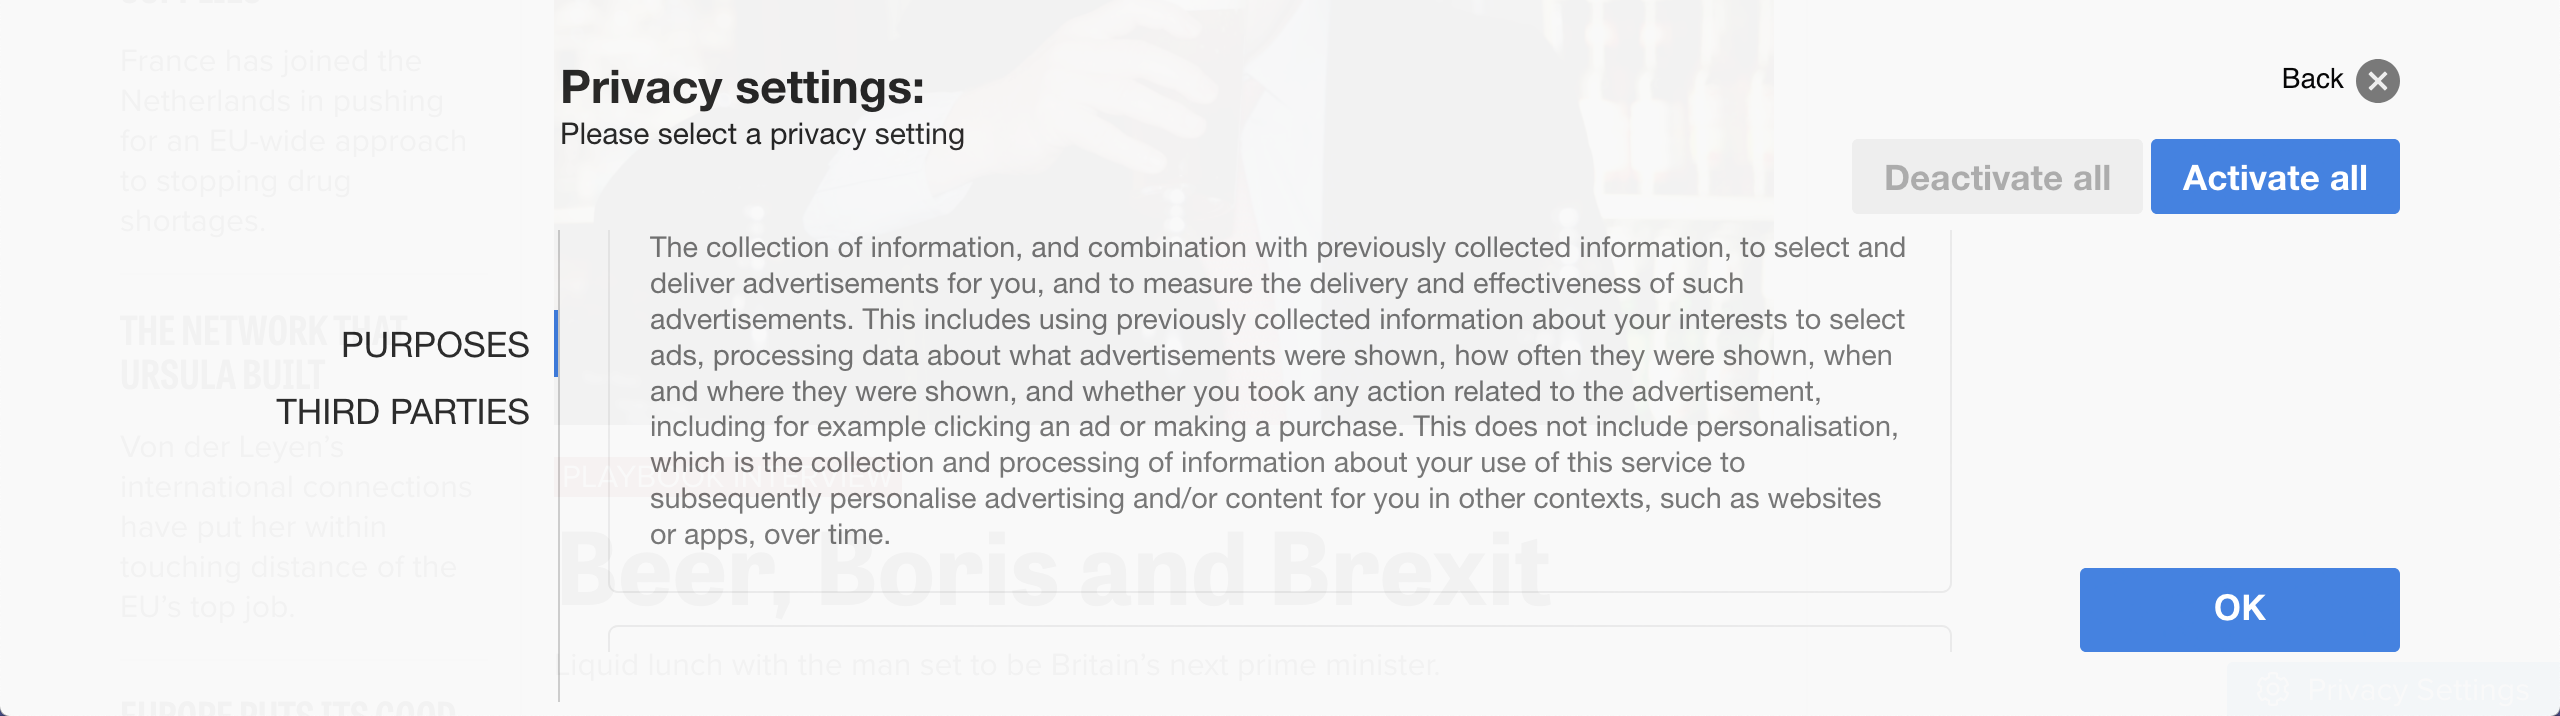 France has joined the
Netherlands in pushing
for an EU-wide approach
to stopping drug
shortages.
THE NETWORK THAT
URSULA BUILT
Von der Leyen's
international connections
have put her within
touching distance of the
EU's top job.
EUROPE PUTS ITS GOOD
Privacy settings:
Please select a privacy setting
Back
Deactivate all
Activate all
PURPOSES
THIRD PARTIES
The collection of information, and combination with previously collected information, to select and
deliver advertisements for you, and to measure the delivery and effectiveness of such
advertisements. This includes using previously collected information about your interests to select
ads, processing data about what advertisements were shown, how often they were shown, when
and where they were shown, and whether you took any action related to the advertisement,
including for example clicking an ad or making a purchase. This does not include personalisation,
which is the collection and processing of information about your use of this service to
subsequently personalise advertising and/or content for you in other contexts, such as websites
or apps, over time.
PLAYBOOK INTERVIEW
Beer, Boris and Brexit
Liquid lunch with the man set to be Britain's next prime minister.
OK
Privacy Settings